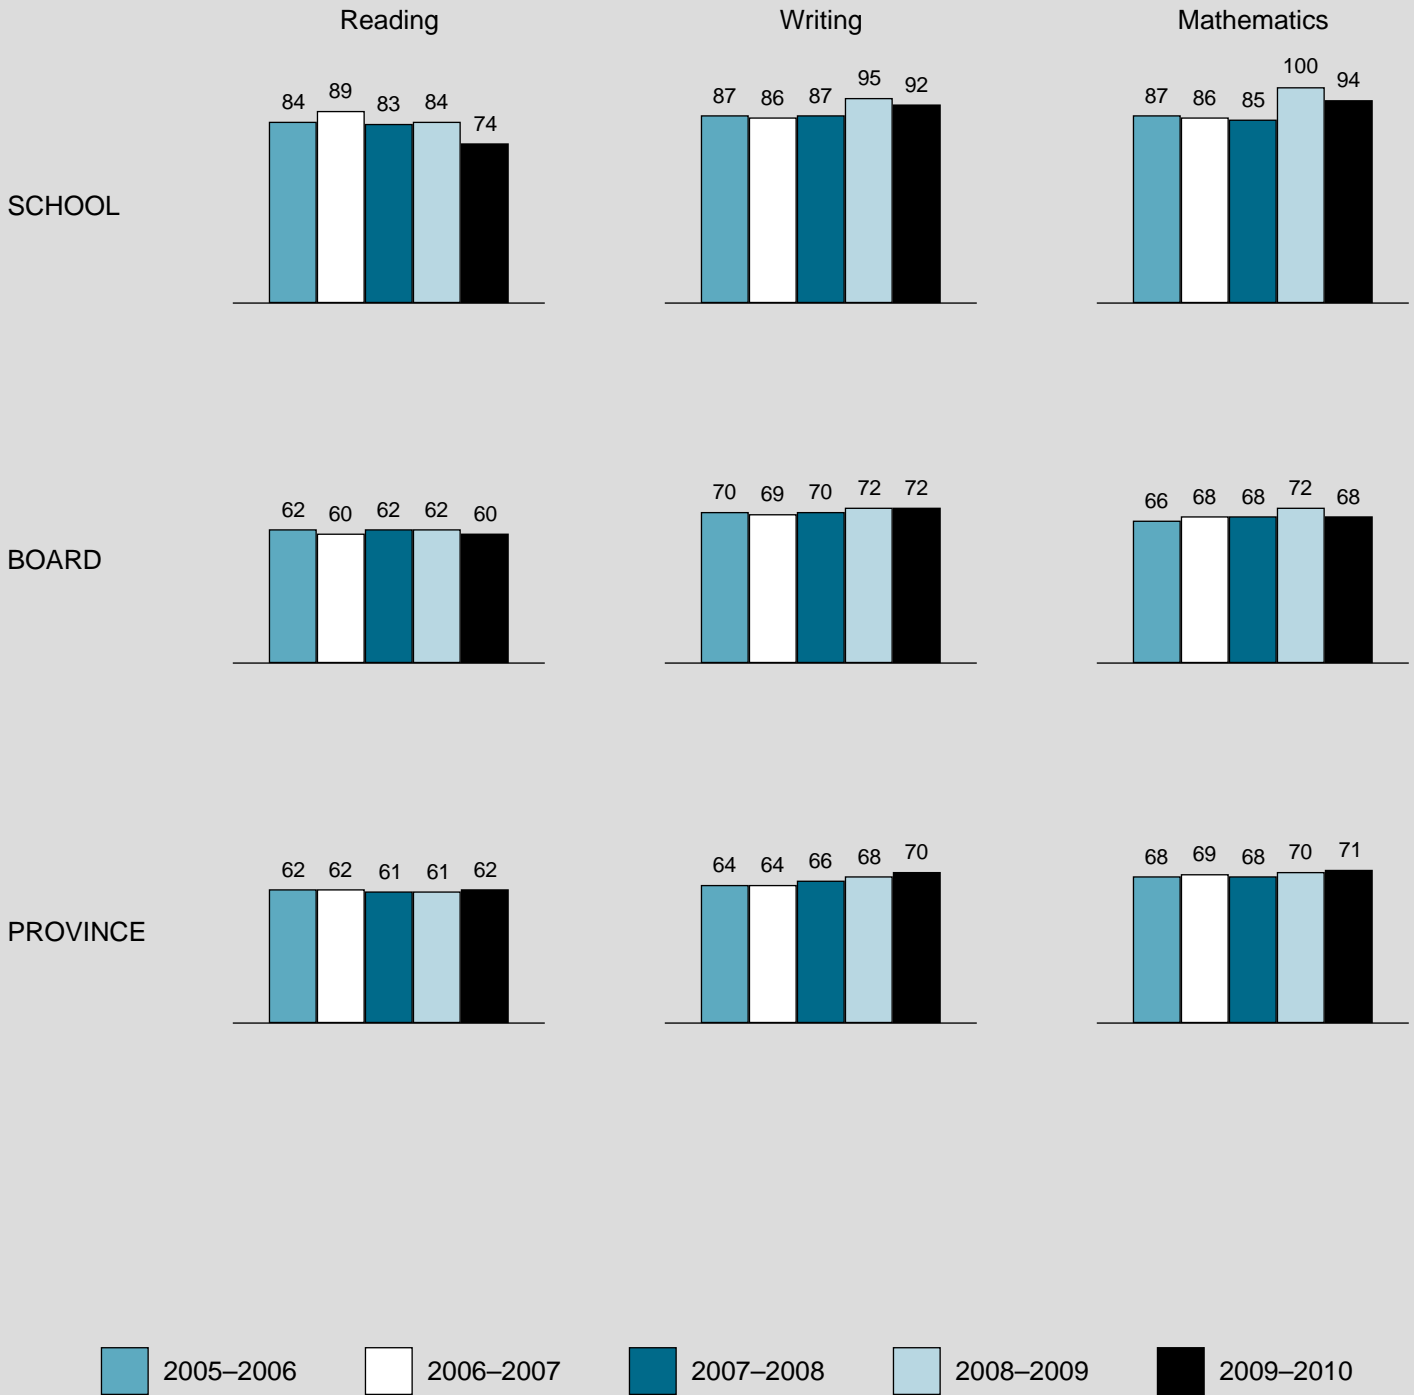 Reading Writing Mathematics
84 89 83 84 74 87 86 87 95 92 87 86 85 100 94
SCHOOL
62 60 62 62 60 70 69 70 72 72 66 68 68 72 68
BOARD
62 62 61 61 62 64 64 66 68 70 68 69 68 70 71
PROVINCE
2005–2006 2006–2007 2007–2008 2008–2009 2009–2010